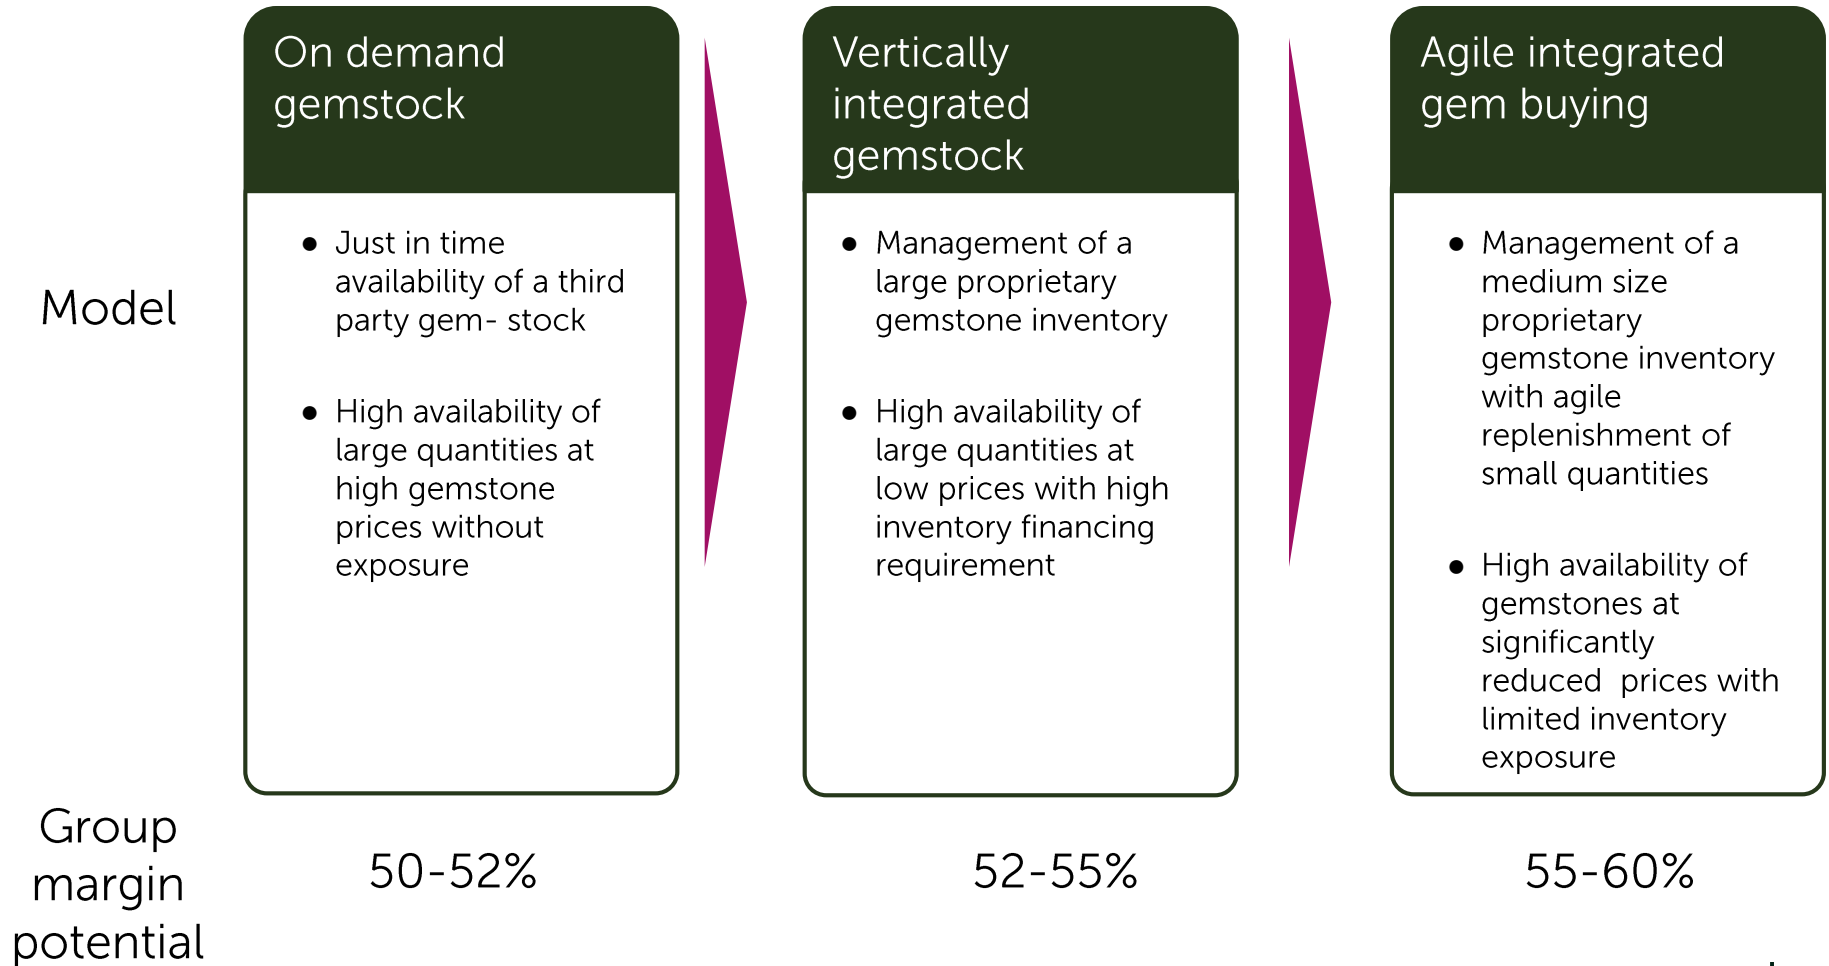 On demand
gemstock
Vertically
integrated
gemstock
Agile integrated
gem buying
Model
● Just in time
availability of a third
party gem- stock
● High availability of
large quantities at
high gemstone
prices without
exposure
● Management of a
large proprietary
gemstone inventory
● High availability of
large quantities at
low prices with high
inventory financing
requirement
● Management of a
medium size
proprietary
gemstone inventory
with agile
replenishment of
small quantities
● High availability of
gemstones at
significantly
reduced  prices with
limited inventory
exposure
Group
margin
potential
50-52%
52-55%
55-60%